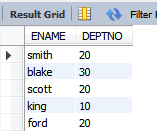 Result Grid Filter
ENAME DEPTNO
smith 20
blake 30
scott 20
king 10
ford 20